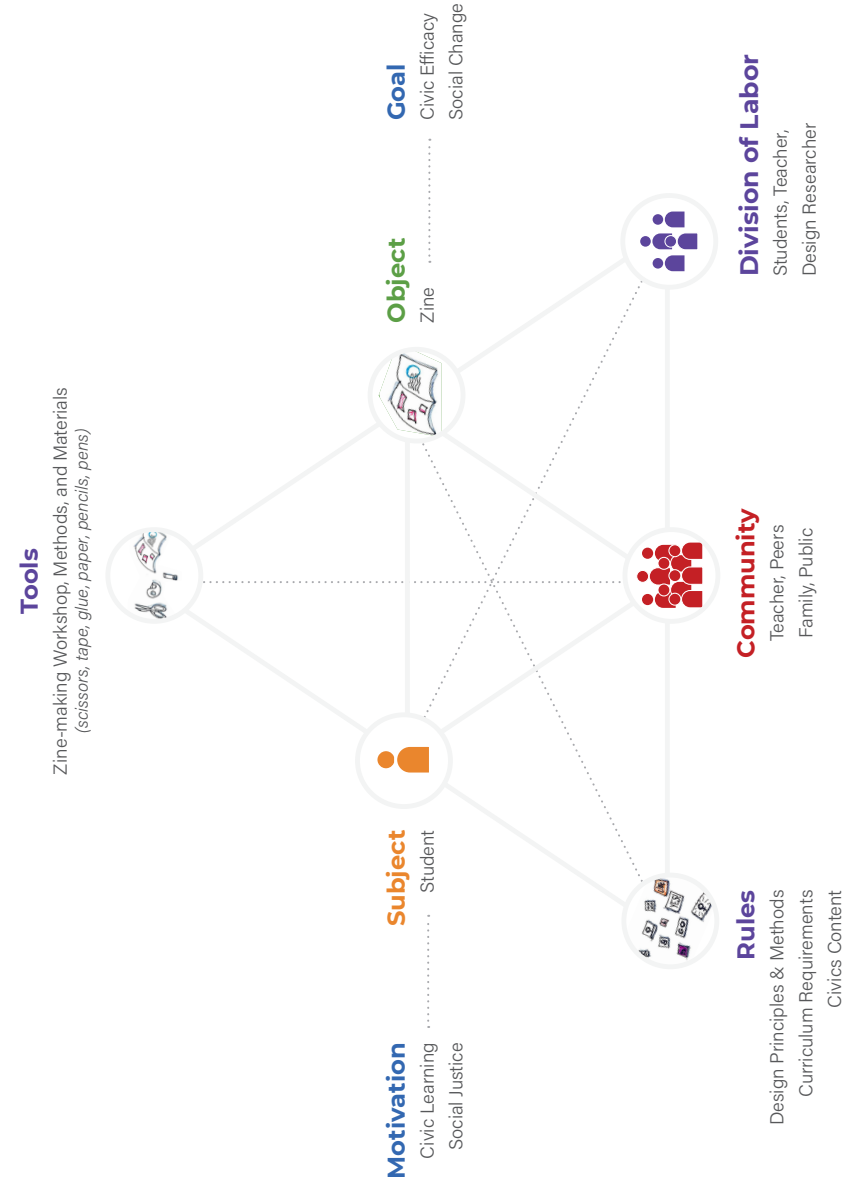 Tools
Zine-making Workshop, Methods, and Materials
(scissors, tape, glue, paper, pencils, pens)
Motivation
Civic Learning
Social Justice
Subject
Student
Object
Zine
Goal
Civic Efficacy
Social Change
Rules
Design Principles & Methods
Curriculum Requirements
Civics Content
Community
Teacher, Peers
Family, Public
Division of Labor
Students, Teacher,
Design Researcher